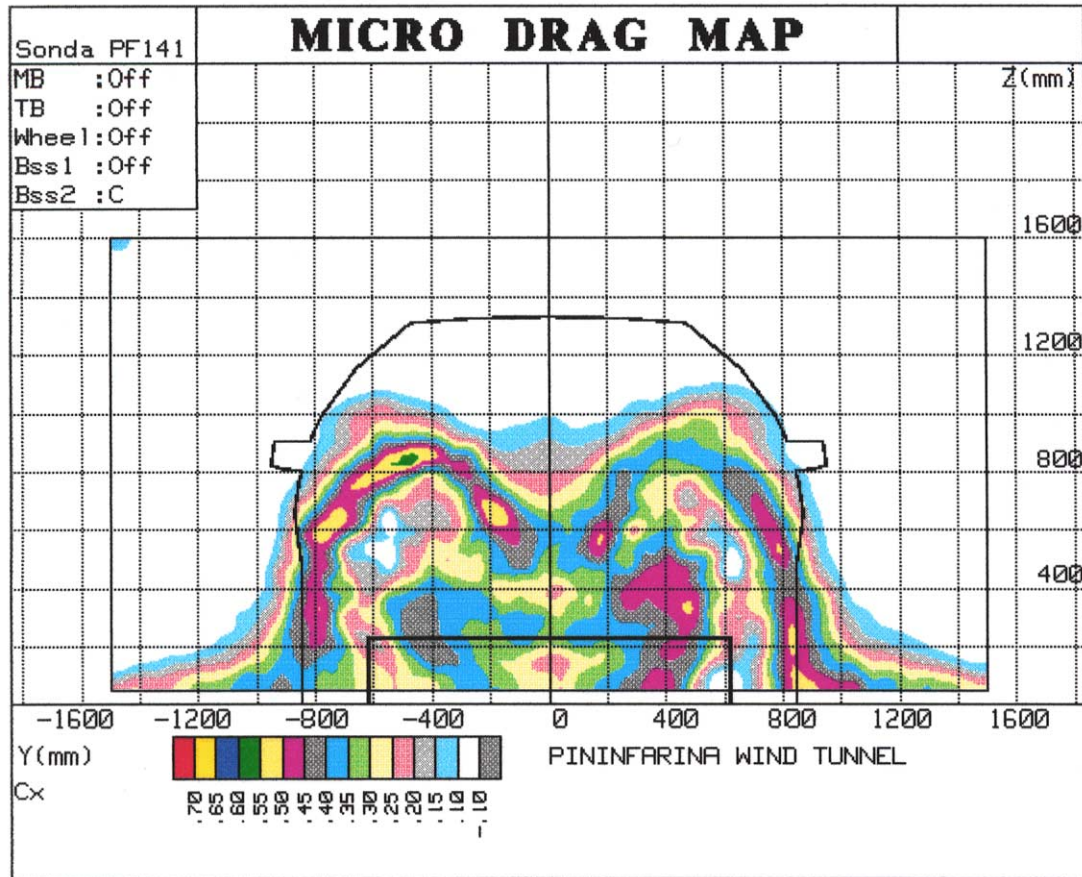 MICRO DRAG MAP
Sonda PF141
MB :Off
TB :Off
Wheel:Off
Bss1 :Off
Bss2 :C
Z(mm)
1600
1200
800
400
-1600 -1200 -800 -400 0 400 800 1200 1600
Y(mm)
PININFARINA WIND TUNNEL
Cx
.70 .65 .60 .55 .50 .45 .40 .35 .30 .25 .20 .15 .10 -.10